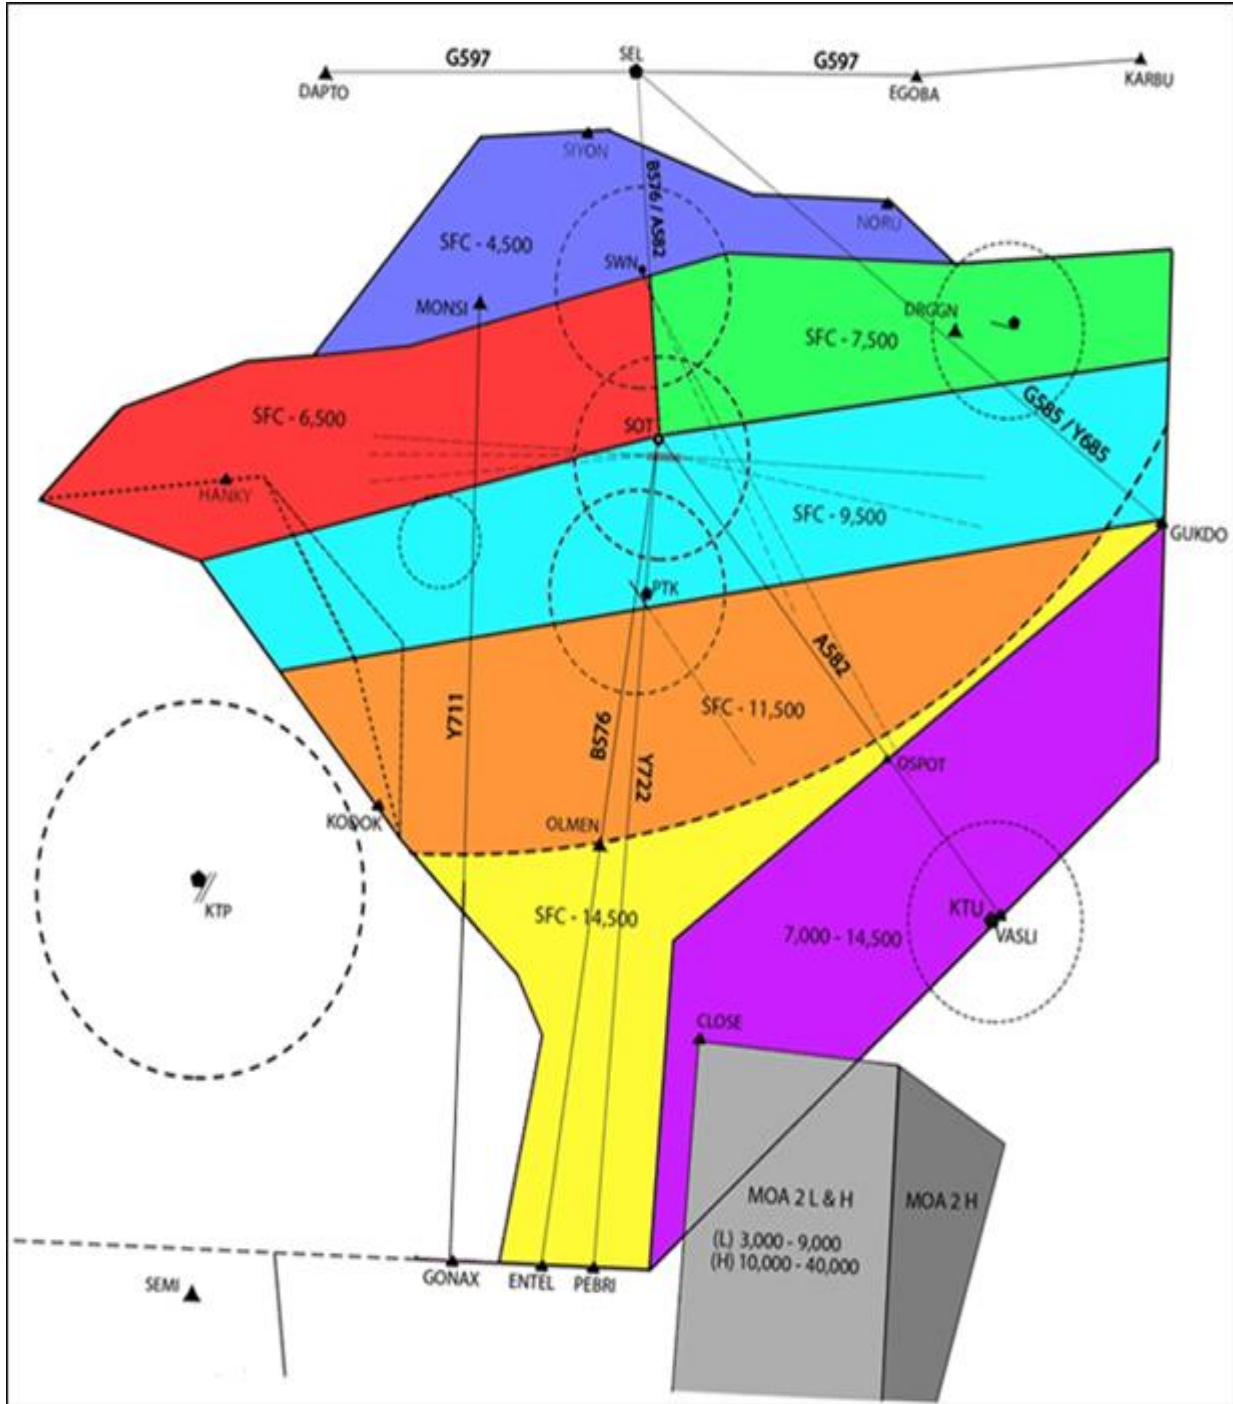 G597
SEL
G597
DAPTO
EGOBA
KARBU
SIYON
B576 / A582
NORU
SFC - 4,500
SWN
MONSI
DRGGN
SFC - 7,500
SFC - 6,500
SOT
G585 / Y685
HANKY
SFC - 9,500
GUKDO
PTK
A582
SFC - 11,500
Y711
B576
Y722
OSPOT
KODOK
OLMEN
KTP
SFC - 14,500
KTU
VASLI
7,000 - 14,500
CLOSE
MOA 2 L & H
MOA 2 H
(L) 3,000 - 9,000
(H) 10,000 - 40,000
SEMI
GONAX
ENTEL
PEBRI